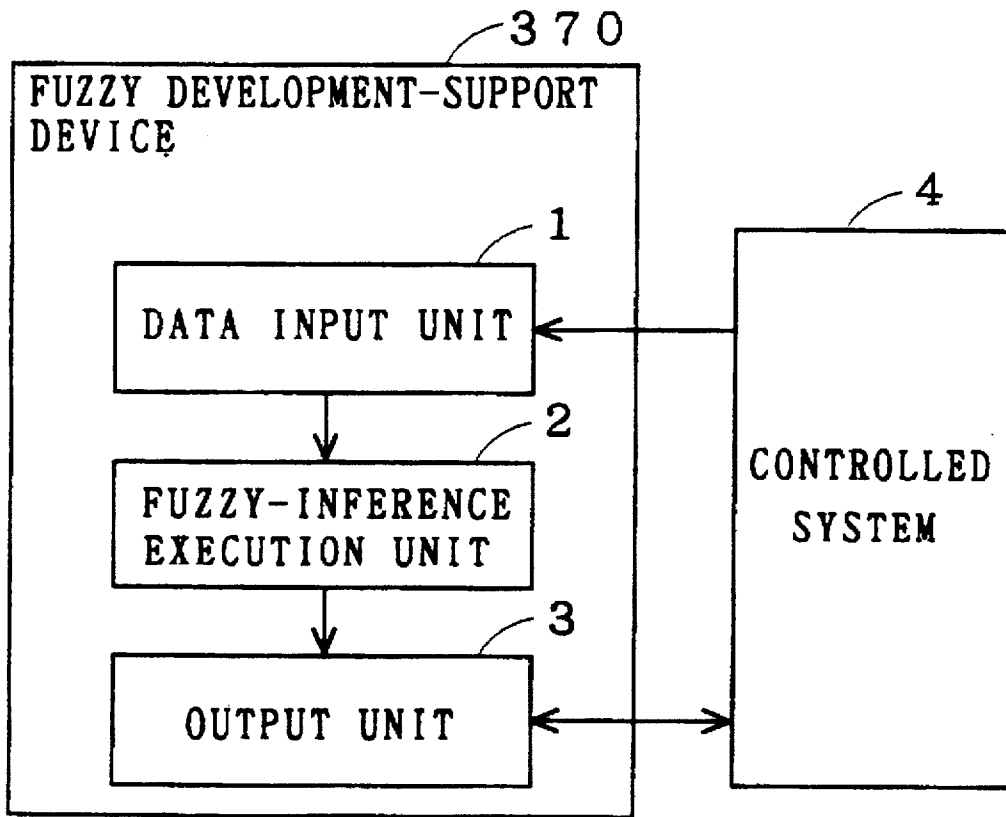 370
FUZZY DEVELOPMENT-SUPPORT
DEVICE
4
1
DATA INPUT UNIT
2
FUZZY-INFERENCE
EXECUTION UNIT
CONTROLLED
SYSTEM
3
OUTPUT UNIT